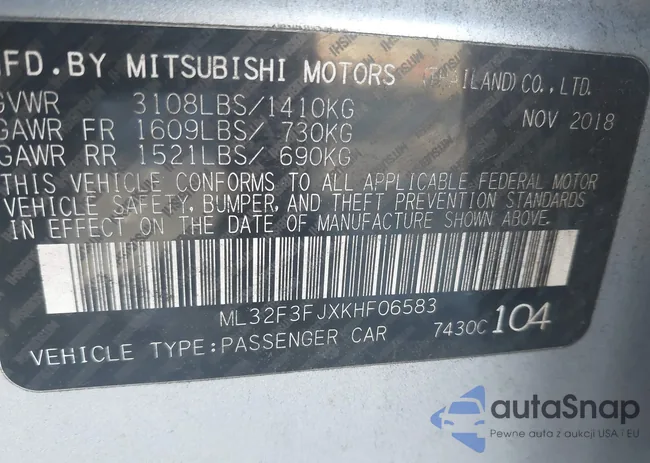 MFD. BY MITSUBISHI MOTORS (THAILAND) CO., LTD.
GVWR 3108LBS/1410KG NOV 2018
GAWR FR 1609LBS/ 730KG
GAWR RR 1521LBS/ 690KG
THIS VEHICLE CONFORMS TO ALL APPLICABLE FEDERAL MOTOR
VEHICLE SAFETY, BUMPER, AND THEFT PREVENTION STANDARDS
IN EFFECT ON THE DATE OF MANUFACTURE SHOWN ABOVE.
ML32F3FJXKHF06583
VEHICLE TYPE:PASSENGER CAR 7430C 104
autaSnap
Pewne auta z aukcji USA i EU